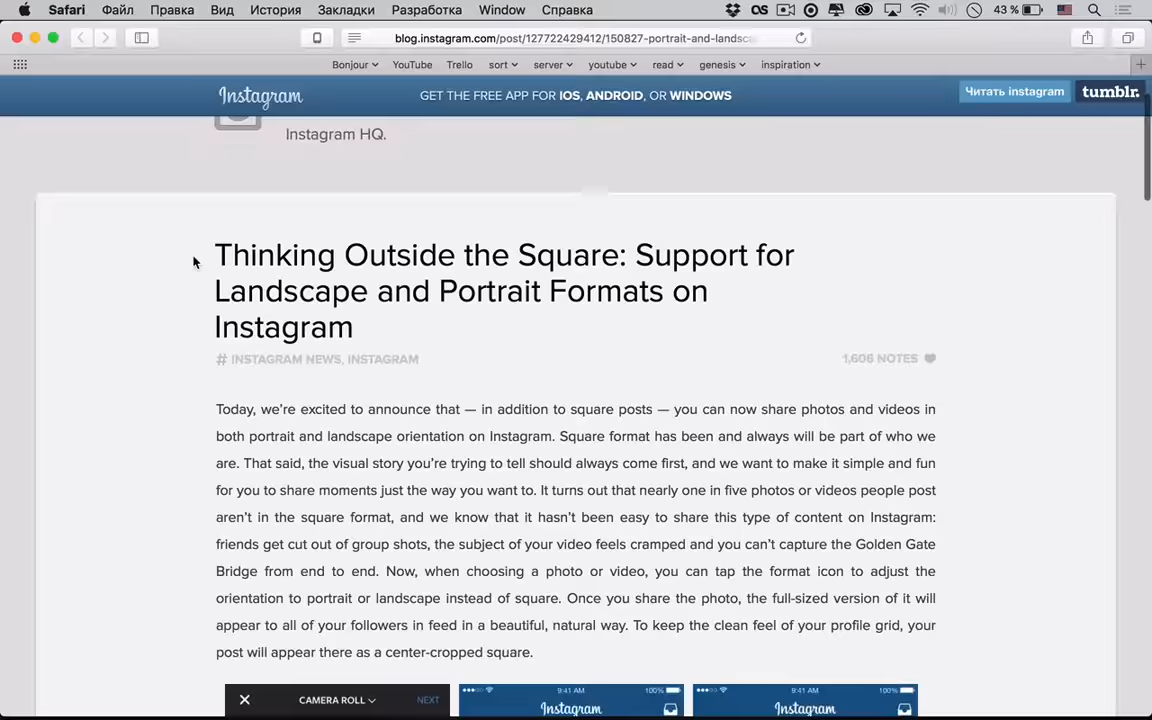 Safari Файл Правка Вид История Закладки Разработка Window Справка 43 %
blog.instagram.com/post/127722429412/150827-portrait-and-landsc
Bonjour YouTube Trello sort server youtube read genesis inspiration
Instagram GET THE FREE APP FOR IOS, ANDROID, OR WINDOWS Читать instagram tumblr.
Instagram HQ.
Thinking Outside the Square: Support for
Landscape and Portrait Formats on
Instagram
# INSTAGRAM NEWS, INSTAGRAM 1,606 NOTES
Today, we’re excited to announce that — in addition to square posts — you can now share photos and videos in
both portrait and landscape orientation on Instagram. Square format has been and always will be part of who we
are. That said, the visual story you’re trying to tell should always come first, and we want to make it simple and fun
for you to share moments just the way you want to. It turns out that nearly one in five photos or videos people post
aren’t in the square format, and we know that it hasn’t been easy to share this type of content on Instagram:
friends get cut out of group shots, the subject of your video feels cramped and you can’t capture the Golden Gate
Bridge from end to end. Now, when choosing a photo or video, you can tap the format icon to adjust the
orientation to portrait or landscape instead of square. Once you share the photo, the full-sized version of it will
appear to all of your followers in feed in a beautiful, natural way. To keep the clean feel of your profile grid, your
post will appear there as a center-cropped square.
9:41 AM 100% 9:41 AM 100%
CAMERA ROLL NEXT Instagram Instagram